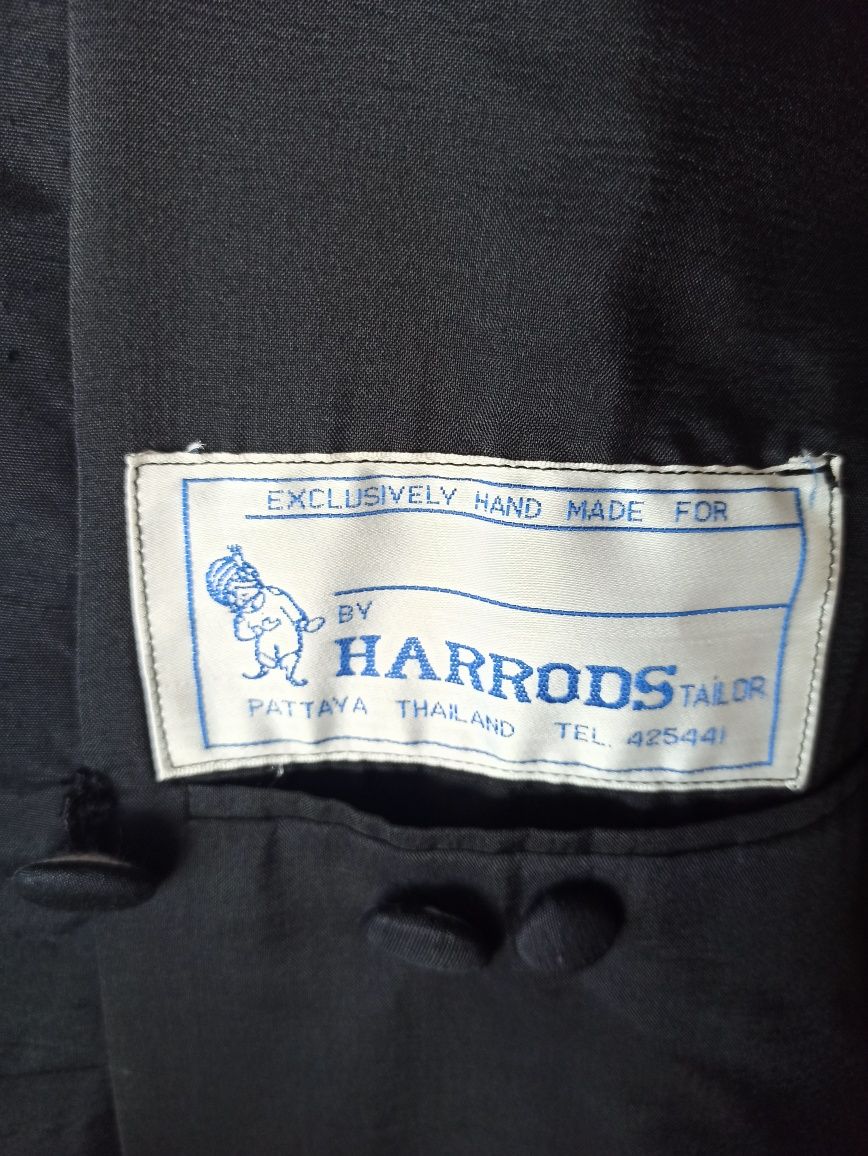 EXCLUSIVELY HAND MADE FOR
BY
HARRODS TAILOR
PATTAYA THAILAND TEL. 425441